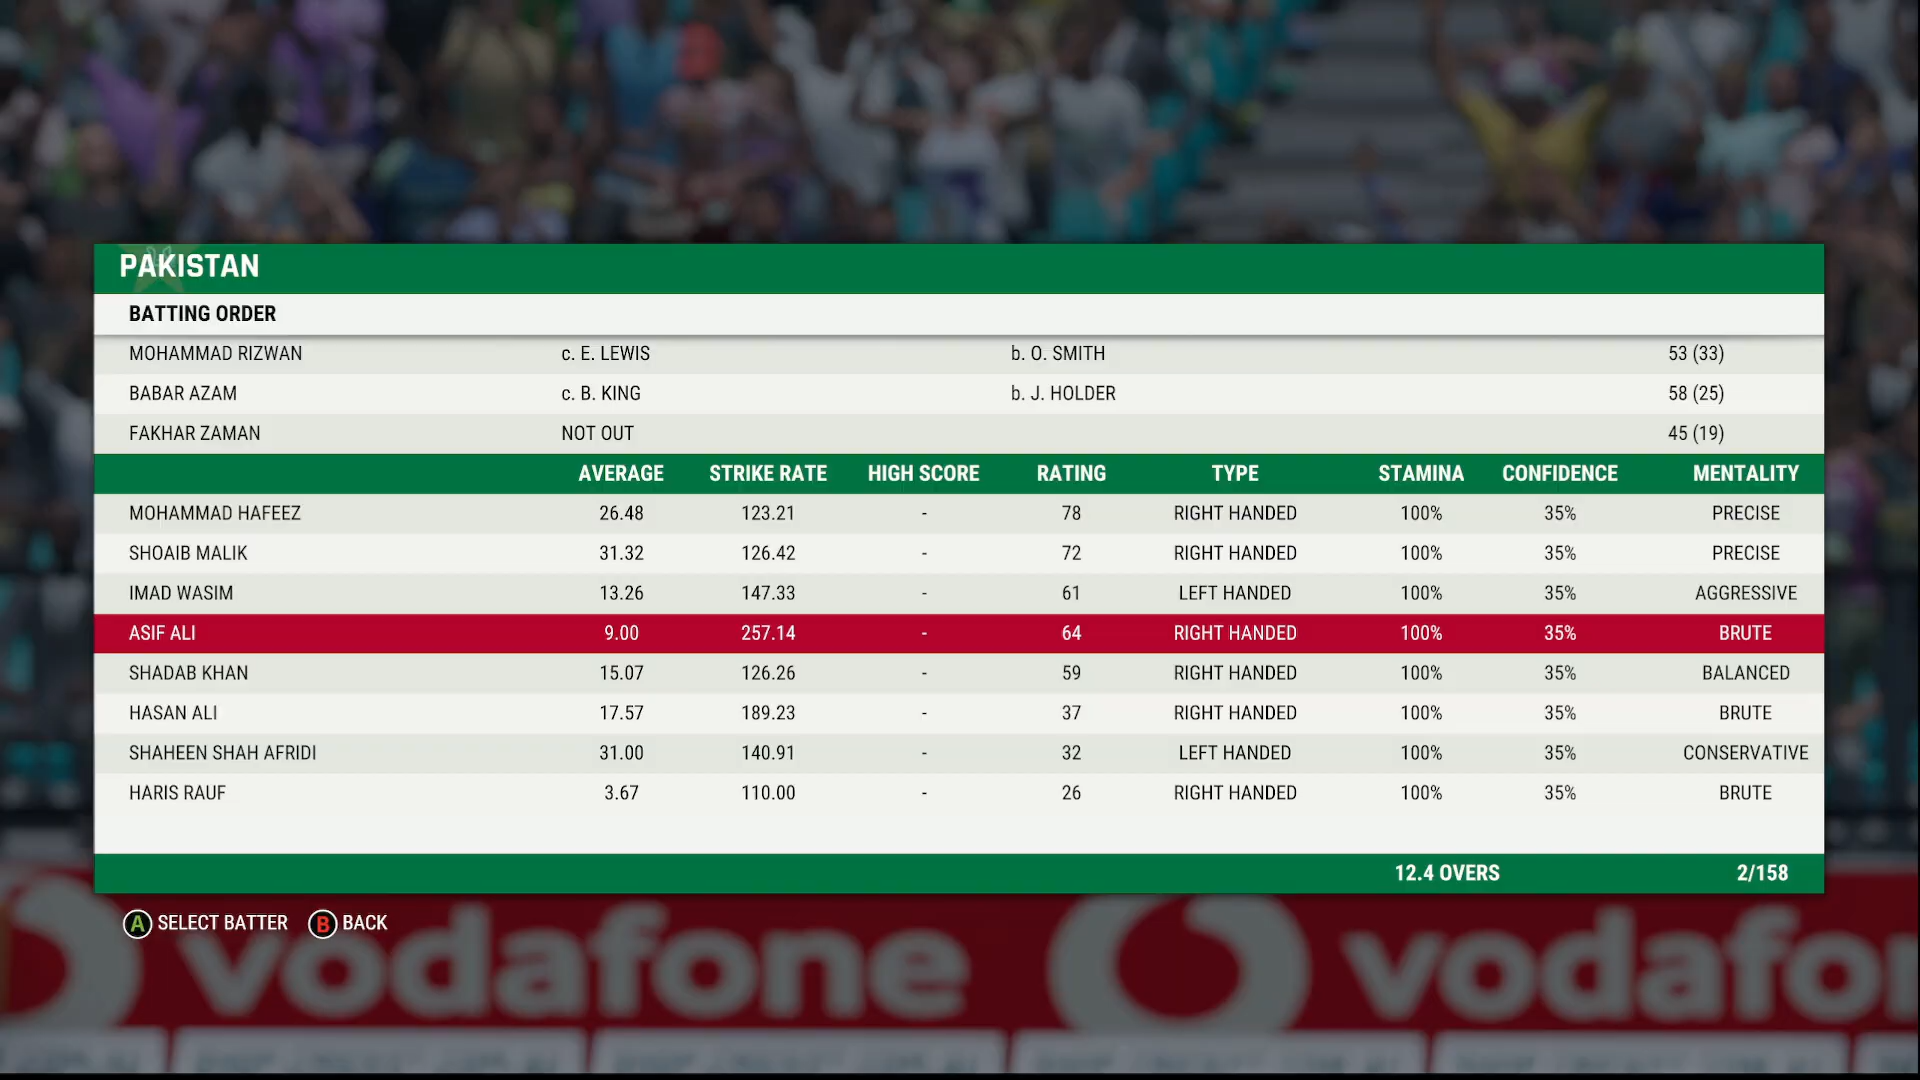 PAKISTAN
BATTING ORDER
MOHAMMAD RIZWAN c. E. LEWIS b. O. SMITH 53 (33)
BABAR AZAM c. B. KING b. J. HOLDER 58 (25)
FAKHAR ZAMAN NOT OUT 45 (19)
AVERAGE STRIKE RATE HIGH SCORE RATING TYPE STAMINA CONFIDENCE MENTALITY
MOHAMMAD HAFEEZ 26.48 123.21 - 78 RIGHT HANDED 100% 35% PRECISE
SHOAIB MALIK 31.32 126.42 - 72 RIGHT HANDED 100% 35% PRECISE
IMAD WASIM 13.26 147.33 - 61 LEFT HANDED 100% 35% AGGRESSIVE
ASIF ALI 9.00 257.14 - 64 RIGHT HANDED 100% 35% BRUTE
SHADAB KHAN 15.07 126.26 - 59 RIGHT HANDED 100% 35% BALANCED
HASAN ALI 17.57 189.23 - 37 RIGHT HANDED 100% 35% BRUTE
SHAHEEN SHAH AFRIDI 31.00 140.91 - 32 LEFT HANDED 100% 35% CONSERVATIVE
HARIS RAUF 3.67 110.00 - 26 RIGHT HANDED 100% 35% BRUTE
12.4 OVERS 2/158
A SELECT BATTER B BACK
vodafone vodafon